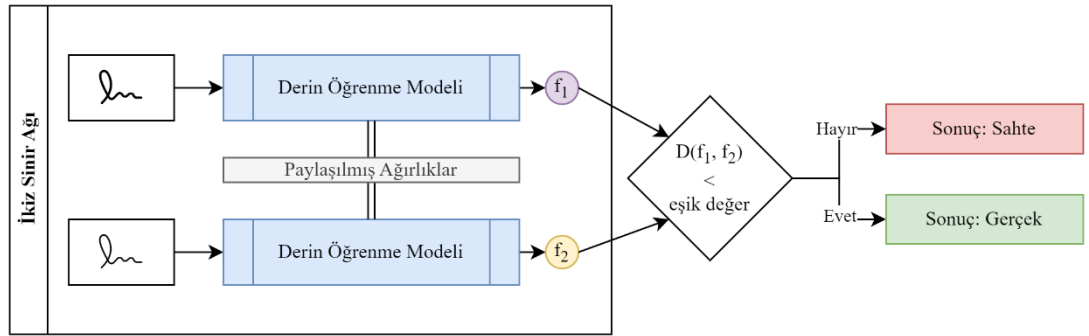 İkiz Sinir Ağı
Derin Öğrenme Modeli
f₁
Paylaşılmış Ağırlıklar
Derin Öğrenme Modeli
f₂
D(f₁, f₂)
<
eşik değer
Hayır
Sonuç: Sahte
Evet
Sonuç: Gerçek